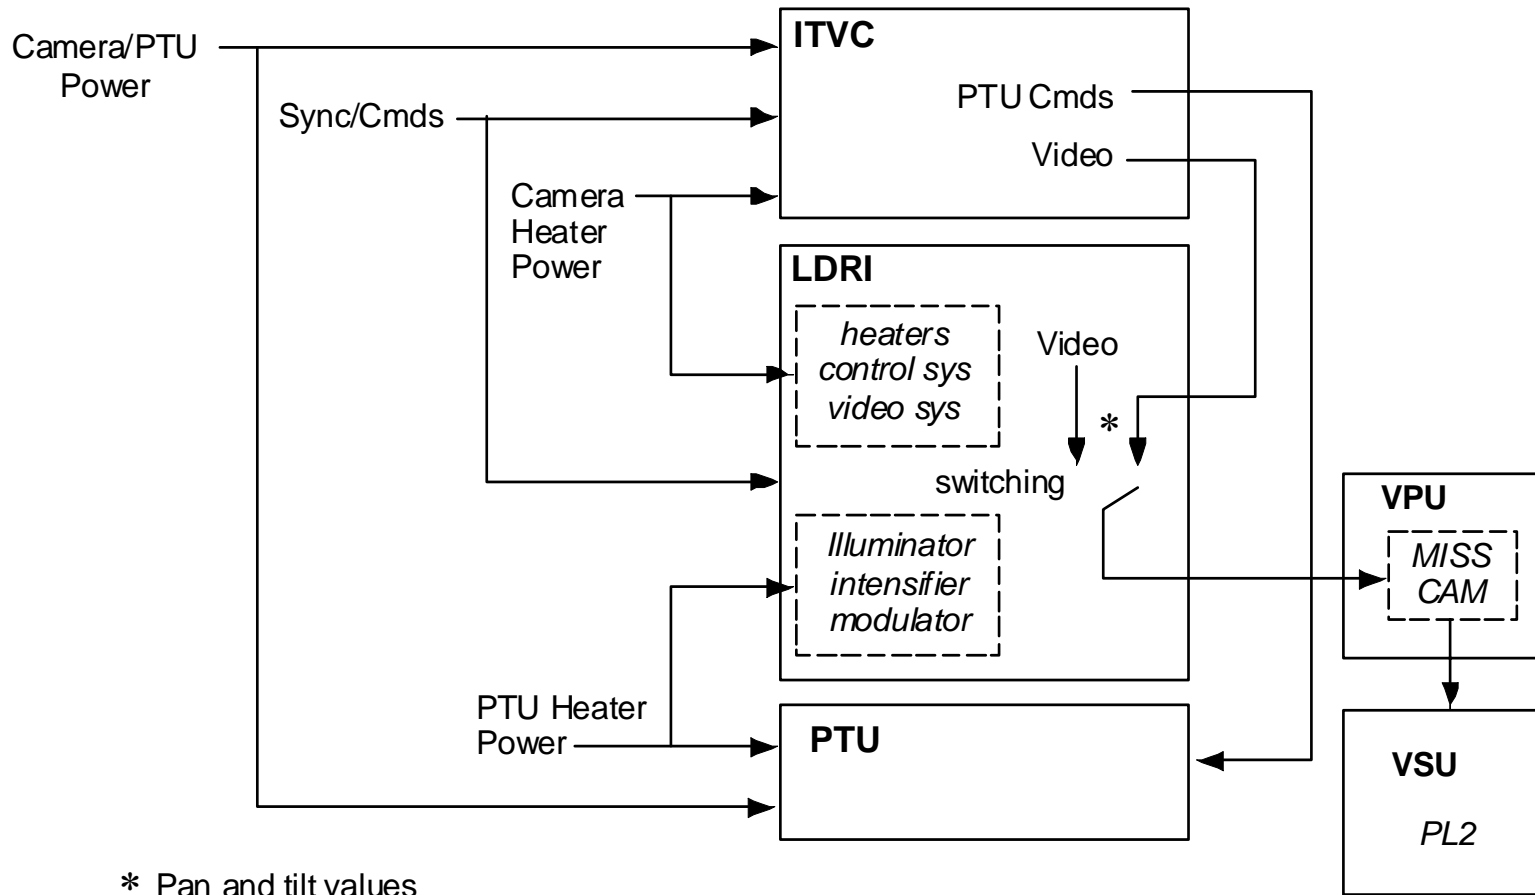 Camera/PTU
Power
Sync/Cmds
Camera
Heater
Power
PTU Heater
Power
ITVC
PTU Cmds
Video
LDRI
heaters
control sys
video sys
Video
*
switching
Illuminator
intensifier
modulator
PTU
VPU
MISS
CAM
VSU
PL2
* Pan and tilt values